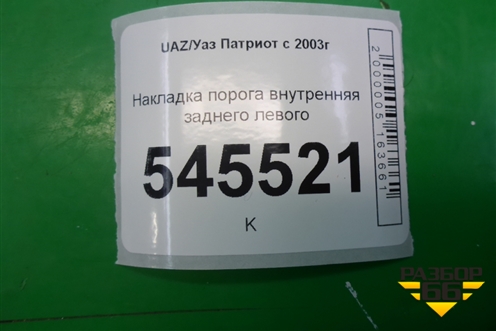 UAZ/Уаз Патриот с 2003г
Накладка порога внутренняя
заднего левого
545521
К
2000005163661
РАЗБОР
66